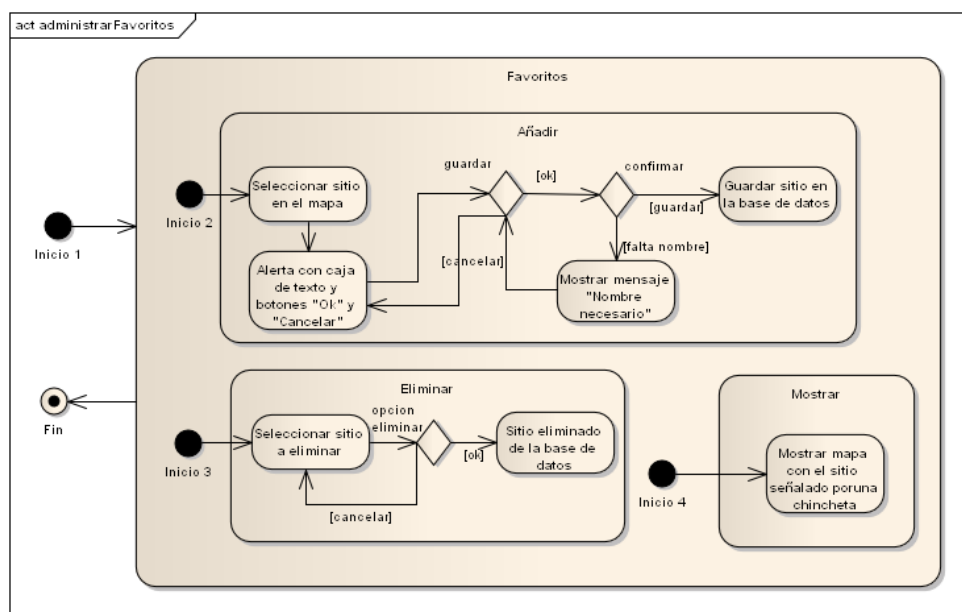 act administrarFavoritos
Favoritos
Añadir
guardar
[ok]
confirmar
Seleccionar sitio
en el mapa
Guardar sitio en
la base de datos
[guardar]
Inicio 2
Inicio 1
[falta nombre]
[cancelar]
Alerta con caja
de texto y
botones "Ok" y
"Cancelar"
Mostrar mensaje
"Nombre
necesario"
Eliminar
Mostrar
Fin
opcion
eliminar
Seleccionar sitio
a eliminar
Sitio eliminado
de la base de
datos
[ok]
Inicio 3
[cancelar]
Mostrar mapa
con el sitio
señalado poruna
chincheta
Inicio 4